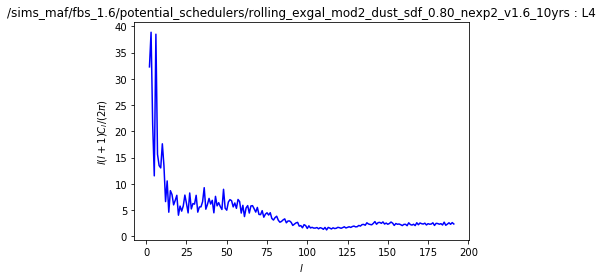 /sims_maf/fbs_1.6/potential_schedulers/rolling_exgal_mod2_dust_sdf_0.80_nexp2_v1.6_10yrs : L4
40
35
30
25
20
15
10
5
0
l(l + 1)C_l/(2π)
0 25 50 75 100 125 150 175 200
l